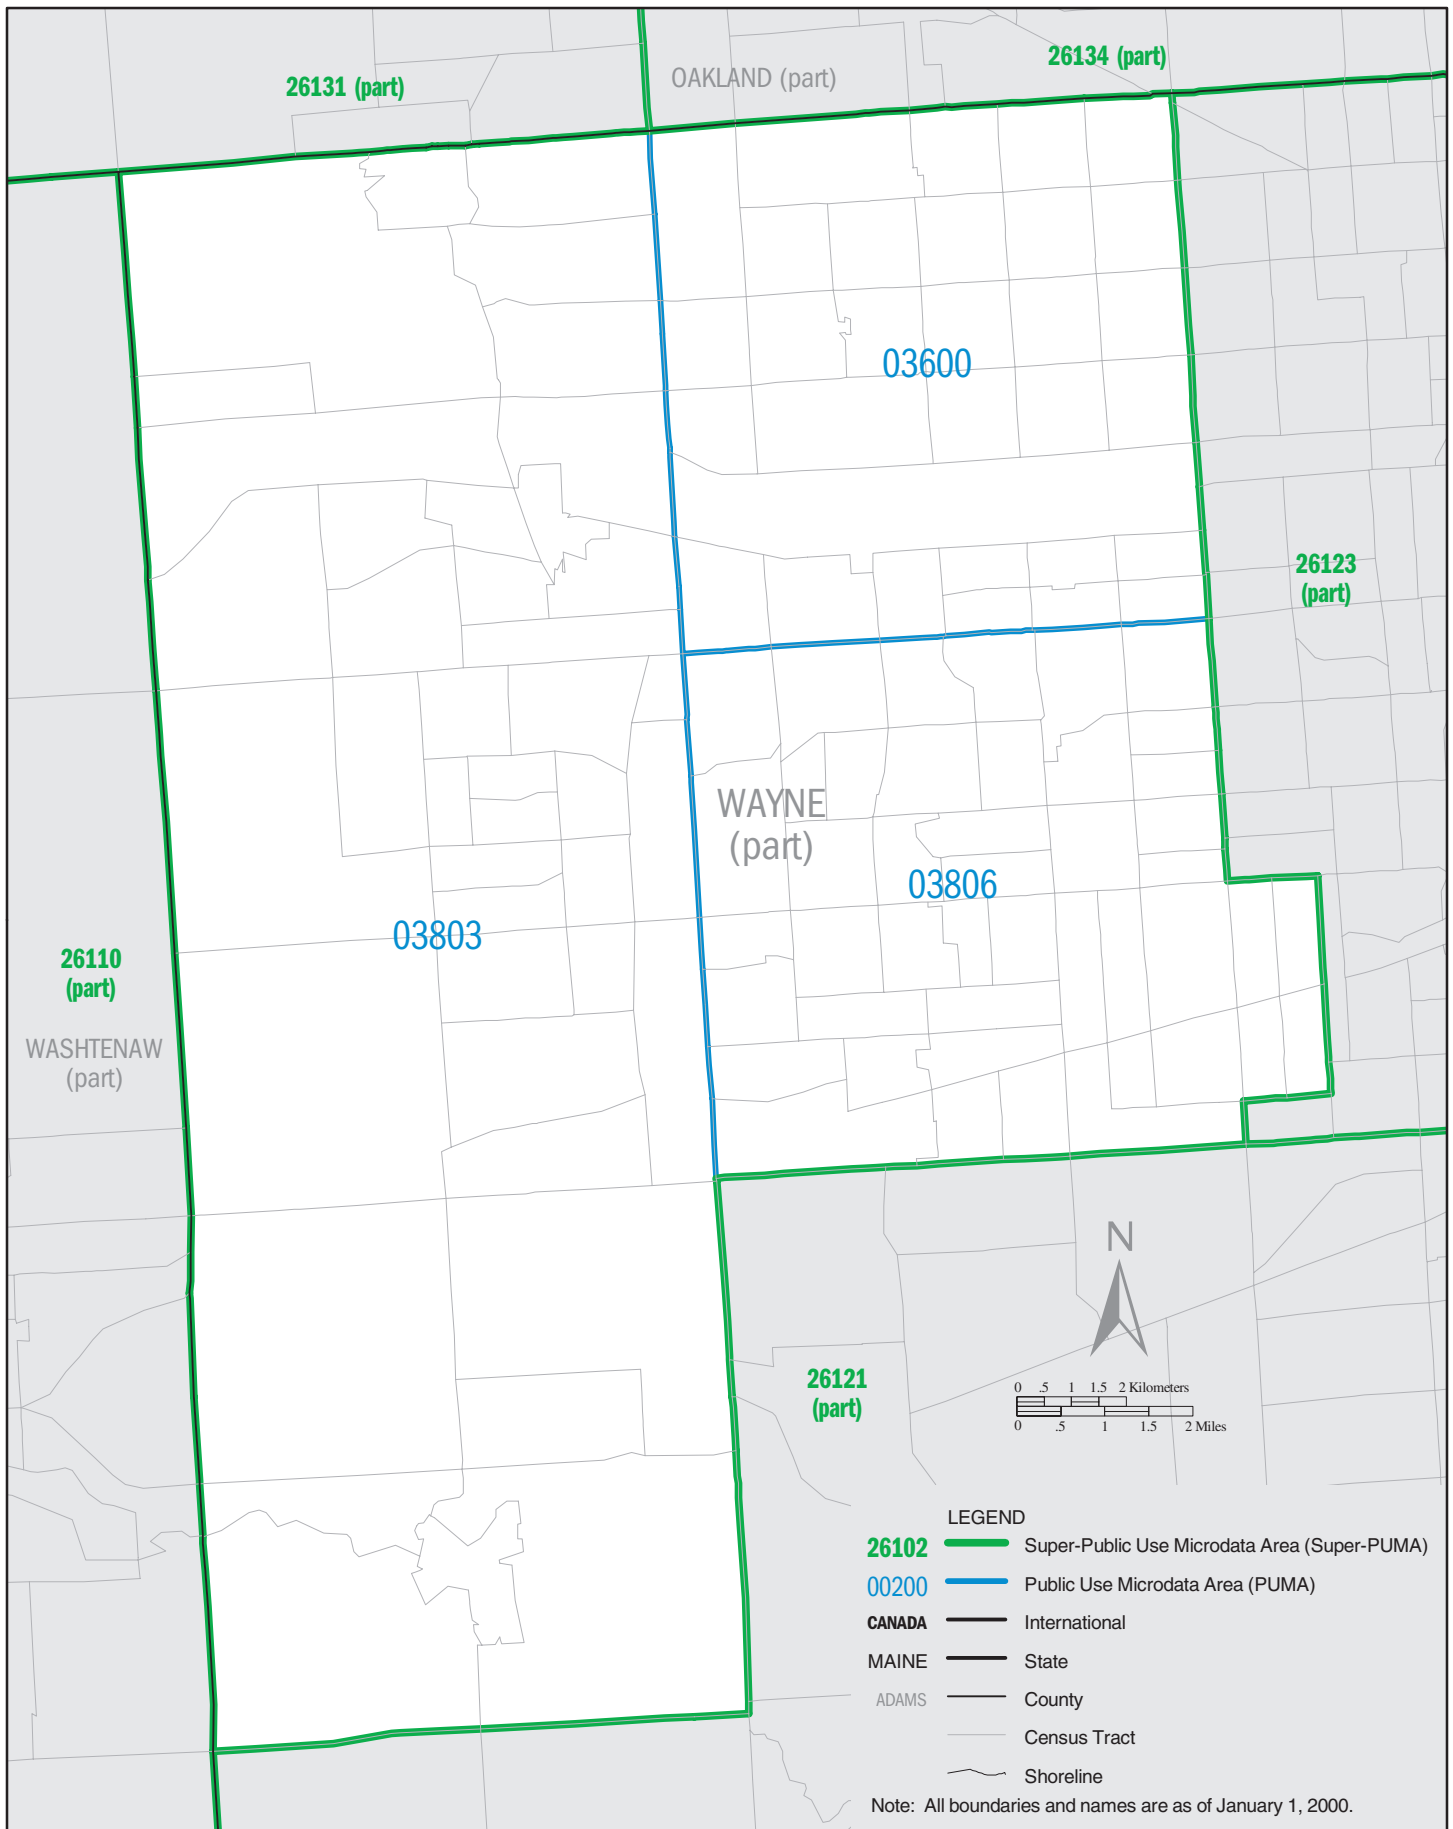 26134 (part)
OAKLAND (part)
26131 (part)
03600
26123
(part)
WAYNE
(part)
03806
03803
26110
(part)
WASHTENAW
(part)
N
26121
(part)
0 .5 1 1.5 2 Kilometers
0 .5 1 1.5 2 Miles
LEGEND
26102 Super-Public Use Microdata Area (Super-PUMA)
00200 Public Use Microdata Area (PUMA)
CANADA International
MAINE State
ADAMS County
Census Tract
Shoreline
Note: All boundaries and names are as of January 1, 2000.